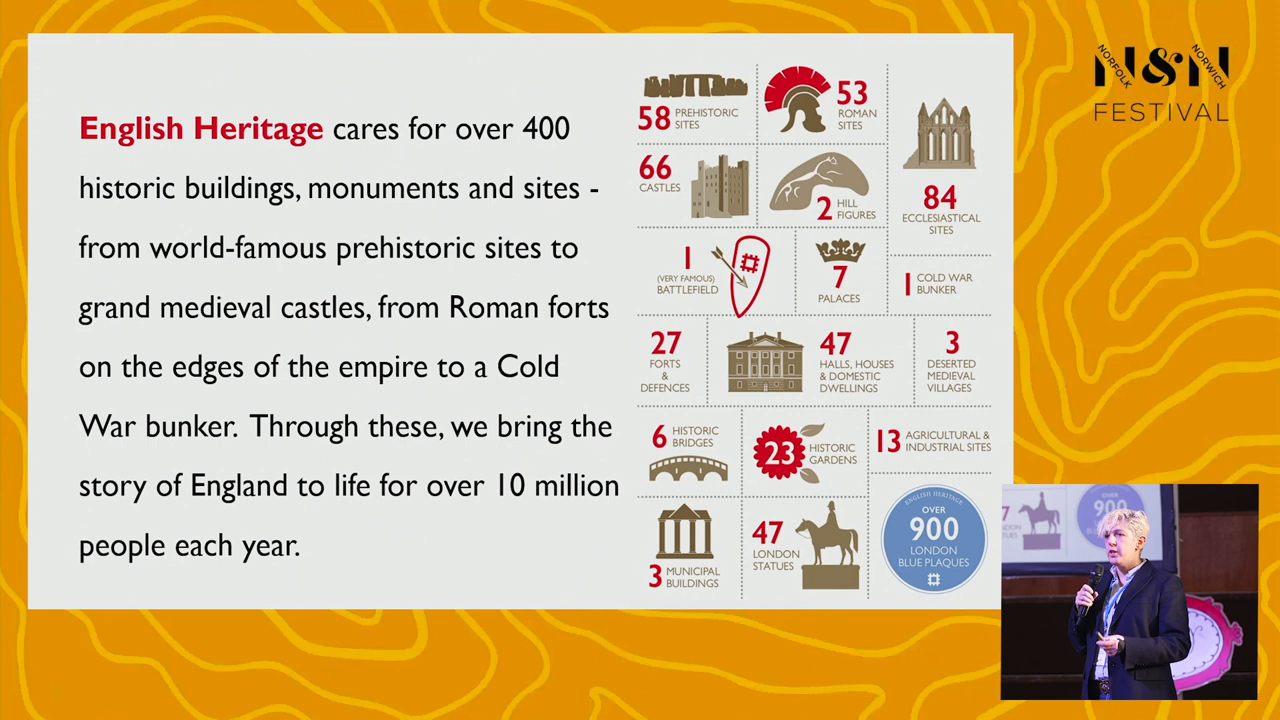 English Heritage cares for over 400
historic buildings, monuments and sites -
from world-famous prehistoric sites to
grand medieval castles, from Roman forts
on the edges of the empire to a Cold
War bunker. Through these, we bring the
story of England to life for over 10 million
people each year.
58 PREHISTORIC
SITES
53
ROMAN
SITES
66
CASTLES
2 HILL
FIGURES
84
ECCLESIASTICAL
SITES
1
(VERY FAMOUS)
BATTLEFIELD
7
PALACES
1 COLD WAR
BUNKER
27
FORTS
&
DEFENCES
47
HALLS, HOUSES
& DOMESTIC
DWELLINGS
3
DESERTED
MEDIEVAL
VILLAGES
6 HISTORIC
BRIDGES
23 HISTORIC
GARDENS
13 AGRICULTURAL &
INDUSTRIAL SITES
3 MUNICIPAL
BUILDINGS
47
LONDON
STATUES
ENGLISH HERITAGE
OVER
900
LONDON
BLUE PLAQUES
NORFOLK
N&N
NORWICH
FESTIVAL
OVER
900